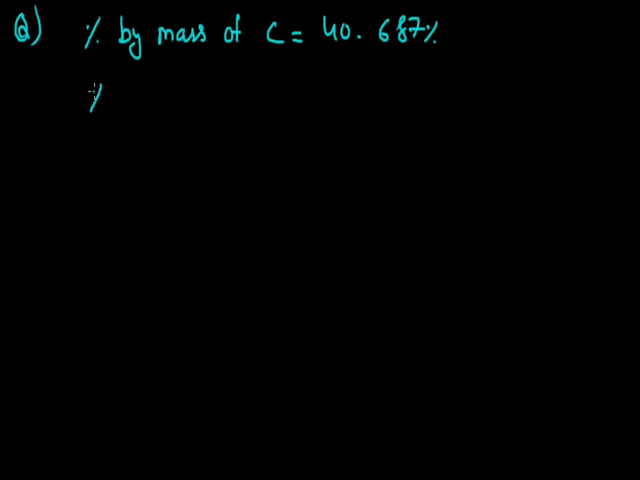 Q) % by mass of C = 40.687%
%